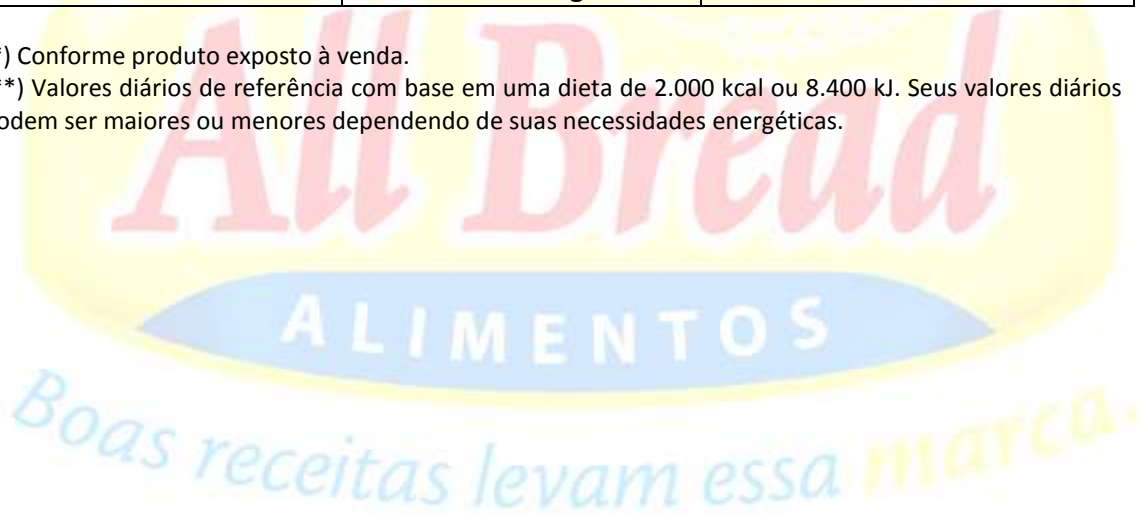 *) Conforme produto exposto à venda.
**) Valores diários de referência com base em uma dieta de 2.000 kcal ou 8.400 kJ. Seus valores diários
odem ser maiores ou menores dependendo de suas necessidades energéticas.
All Bread
ALIMENTOS
Boas receitas levam essa marca.